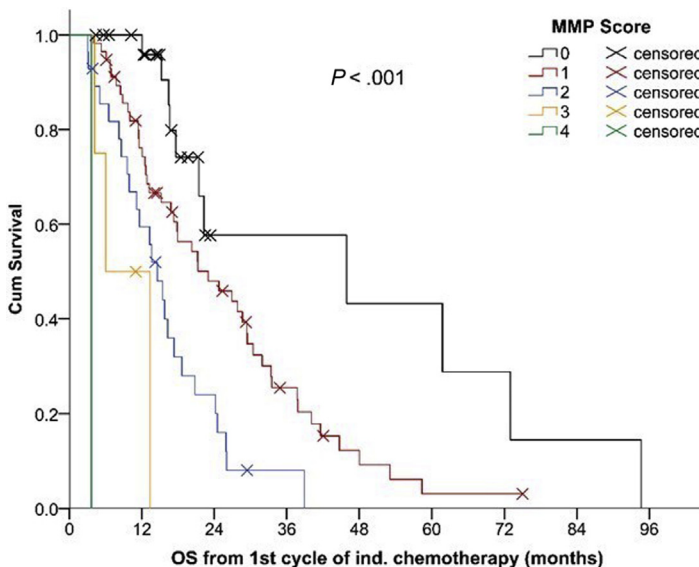 MMP Score
0 censored
1 censored
2 censored
3 censored
4 censored
P < .001
Cum Survival
1.0
0.8
0.6
0.4
0.2
0.0
0 12 24 36 48 60 72 84 96
OS from 1st cycle of ind. chemotherapy (months)